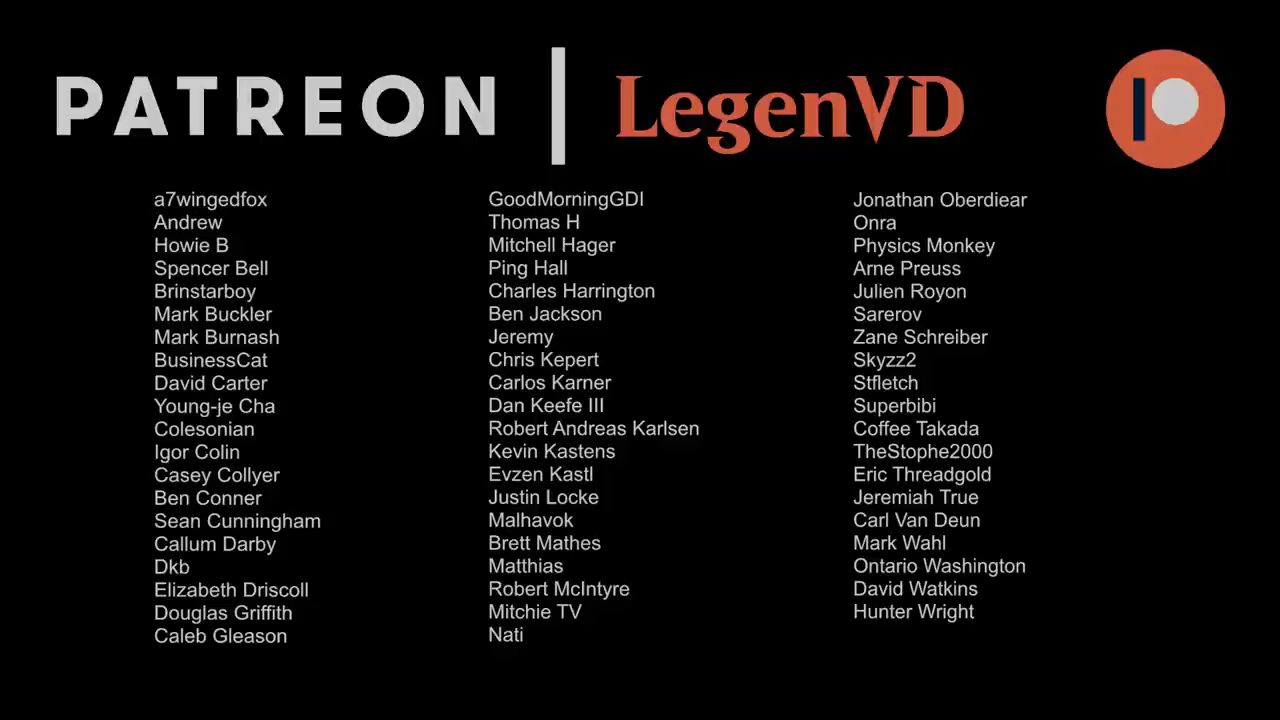 PATREON | LegenVD
a7wingedfox
Andrew
Howie B
Spencer Bell
Brinstarboy
Mark Buckler
Mark Burnash
BusinessCat
David Carter
Young-je Cha
Colesonian
Igor Colin
Casey Collyer
Ben Conner
Sean Cunningham
Callum Darby
Dkb
Elizabeth Driscoll
Douglas Griffith
Caleb Gleason
GoodMorningGDI
Thomas H
Mitchell Hager
Ping Hall
Charles Harrington
Ben Jackson
Jeremy
Chris Kepert
Carlos Karner
Dan Keefe III
Robert Andreas Karlsen
Kevin Kastens
Evzen Kastl
Justin Locke
Malhavok
Brett Mathes
Matthias
Robert McIntyre
Mitchie TV
Nati
Jonathan Oberdiear
Onra
Physics Monkey
Arne Preuss
Julien Royon
Sarerov
Zane Schreiber
Skyzz2
Stfletch
Superbibi
Coffee Takada
TheStophe2000
Eric Threadgold
Jeremiah True
Carl Van Deun
Mark Wahl
Ontario Washington
David Watkins
Hunter Wright